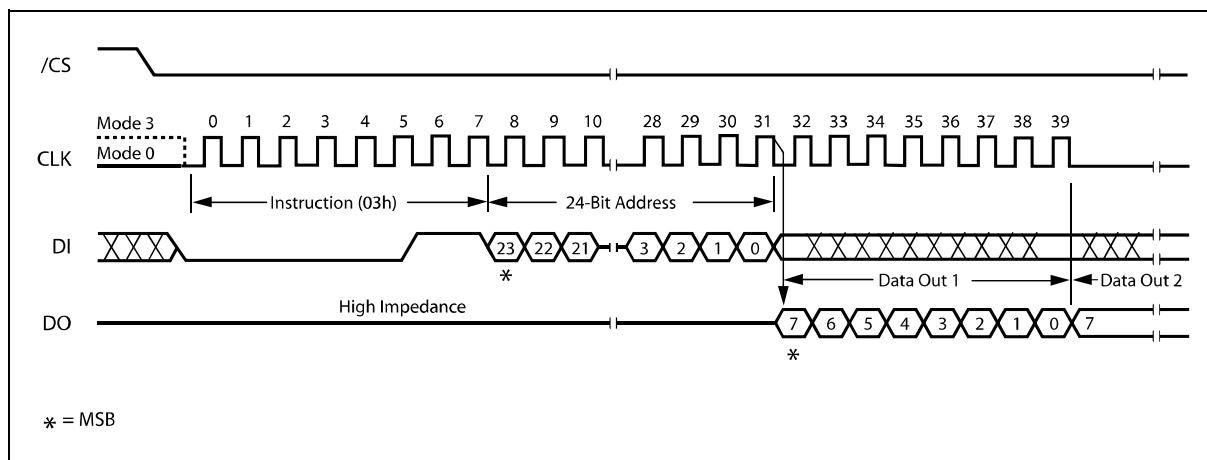 /CS
Mode 3
0 1 2 3 4 5 6 7 8 9 10 28 29 30 31 32 33 34 35 36 37 38 39
CLK
Mode 0
Instruction (03h)
24-Bit Address
DI
23 22 21 3 2 1 0
*
Data Out 1
Data Out 2
High Impedance
DO
7 6 5 4 3 2 1 0 7
*
* = MSB